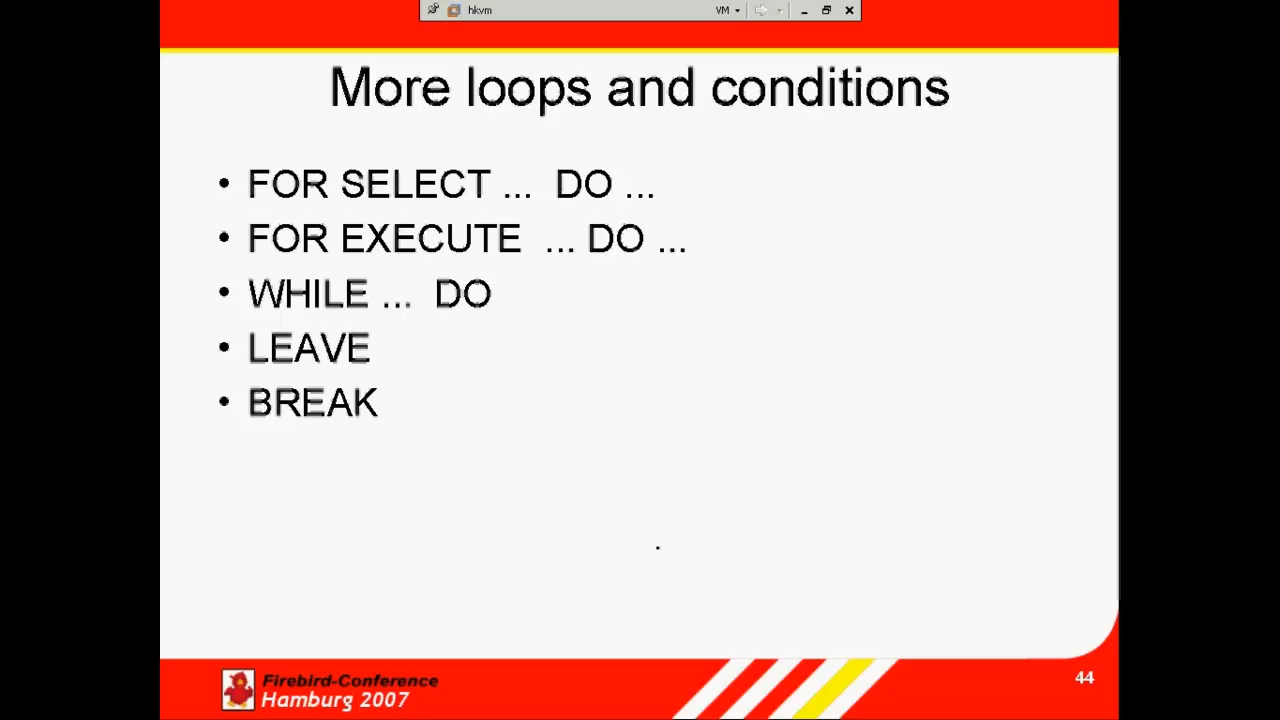 hkvm VM
More loops and conditions
• FOR SELECT ... DO ...
• FOR EXECUTE ... DO ...
• WHILE ... DO
• LEAVE
• BREAK
.
Firebird-Conference
Hamburg 2007
44